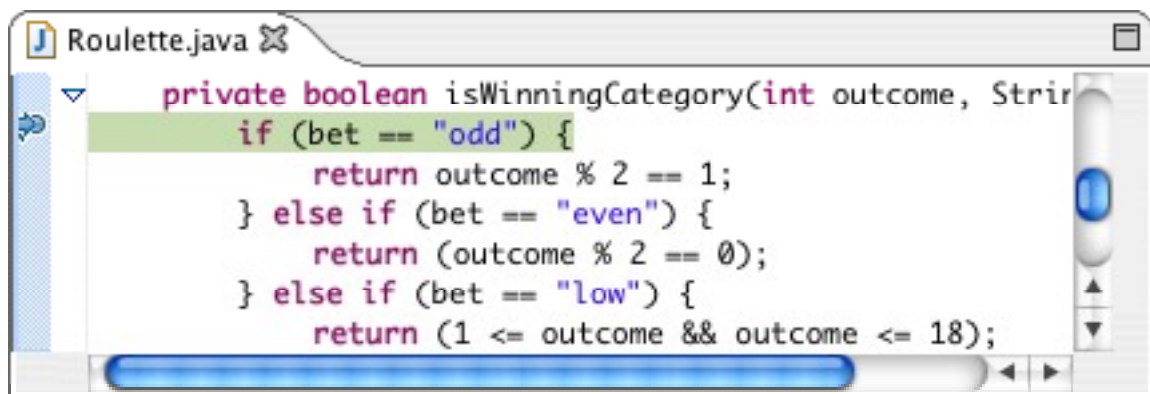 Roulette.java
private boolean isWinningCategory(int outcome, Strin
if (bet == "odd") {
return outcome % 2 == 1;
} else if (bet == "even") {
return (outcome % 2 == 0);
} else if (bet == "low") {
return (1 <= outcome && outcome <= 18);